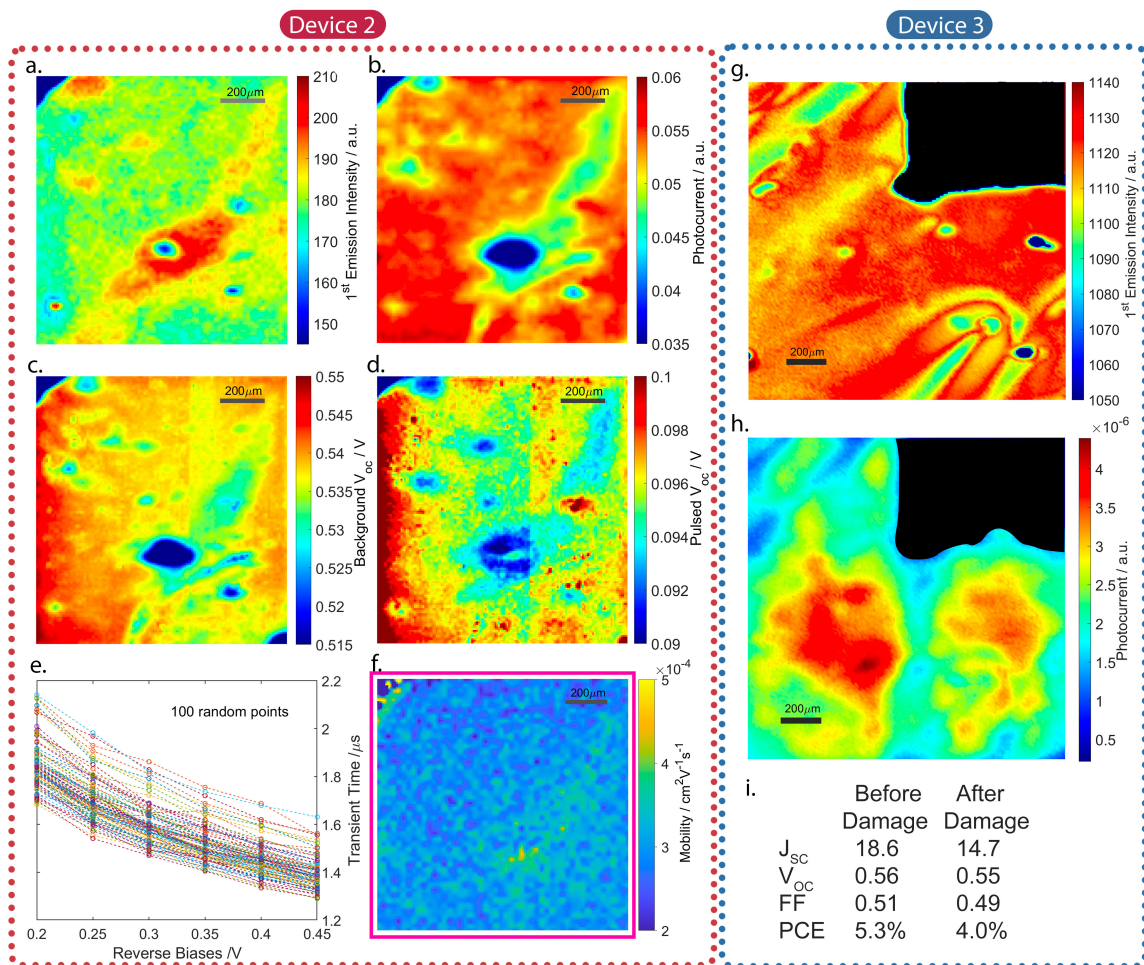 Device 2
Device 3
a.
200μm
210
200
190
180
170
160
150
1st Emission Intensity / a.u.
b.
200μm
0.06
0.055
0.05
0.045
0.04
0.035
Photocurrent / a.u.
c.
200μm
0.55
0.545
0.54
0.535
0.53
0.525
0.52
0.515
Background Voc / V
d.
200μm
0.1
0.098
0.096
0.094
0.092
0.09
Pulsed Voc / V
e.
100 random points
2.2
2
1.8
1.6
1.4
1.2
Transient Time /μs
0.2 0.25 0.3 0.35 0.4 0.45
Reverse Biases /V
f.
200μm
×10-4
5
4
3
2
Mobility / cm2V-1s-1
g.
200μm
1140
1130
1120
1110
1100
1090
1080
1070
1060
1050
1st Emission Intensity / a.u.
h.
200μm
×10-6
4
3.5
3
2.5
2
1.5
1
0.5
Photocurrent / a.u.
i.
Before After
Damage Damage
JSC 18.6 14.7
VOC 0.56 0.55
FF 0.51 0.49
PCE 5.3% 4.0%